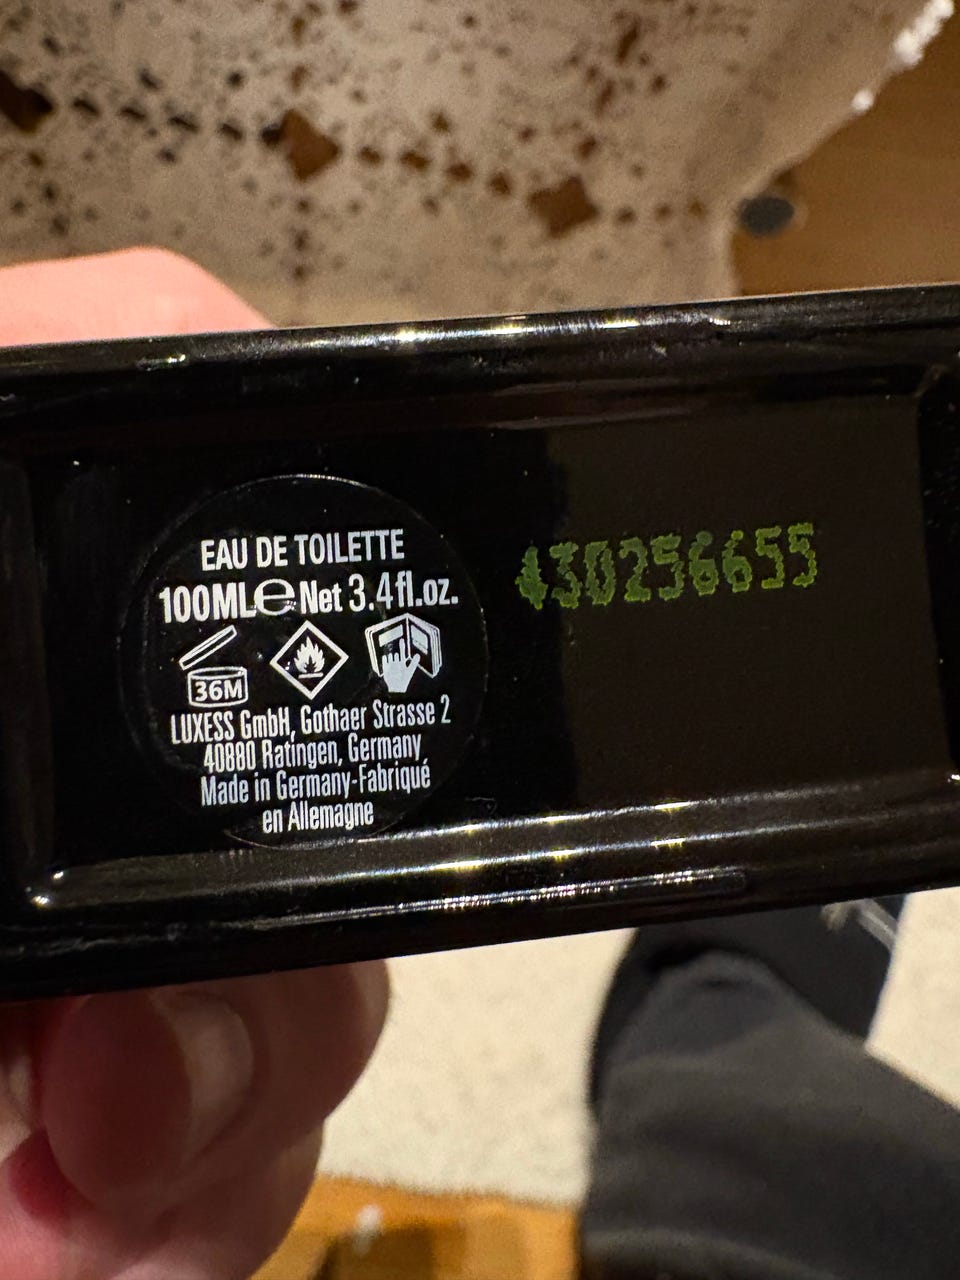 EAU DE TOILETTE
100ML℮ Net 3.4fl.oz.
36M
LUXESS GmbH, Gothaer Strasse 2
40880 Ratingen, Germany
Made in Germany-Fabriqué
en Allemagne
430256655